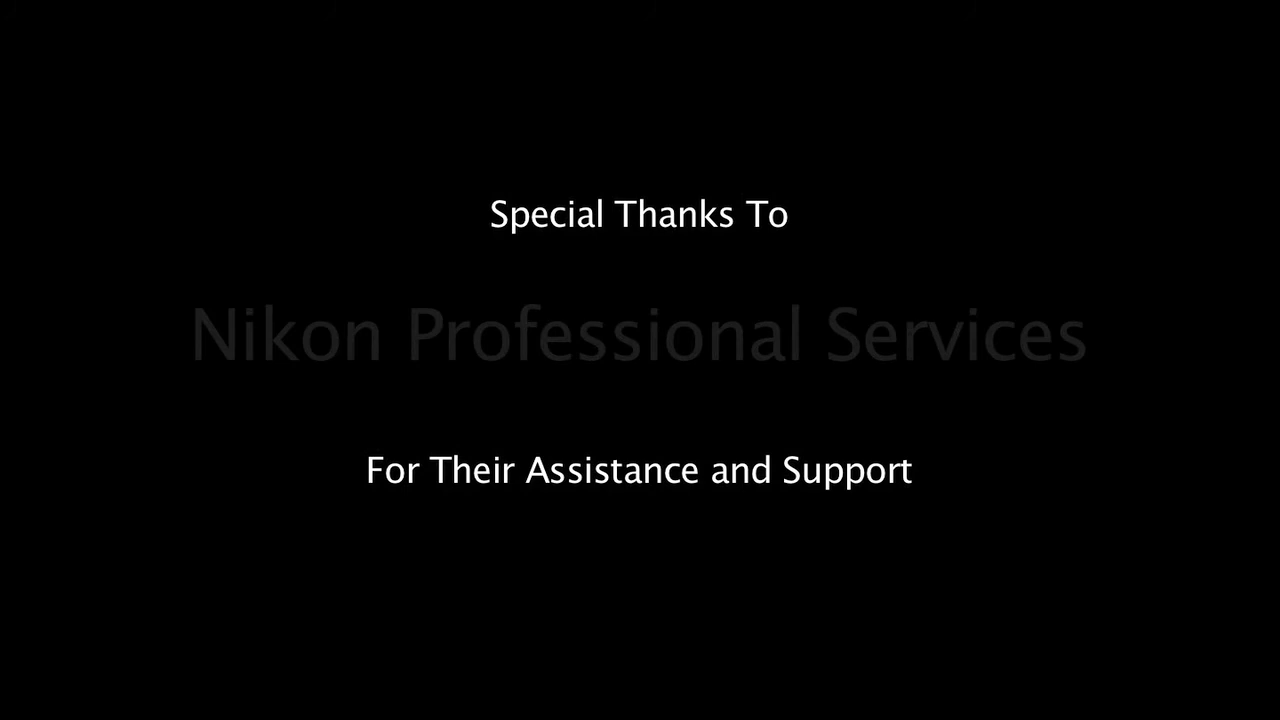 Special Thanks To
Nikon Professional Services
For Their Assistance and Support